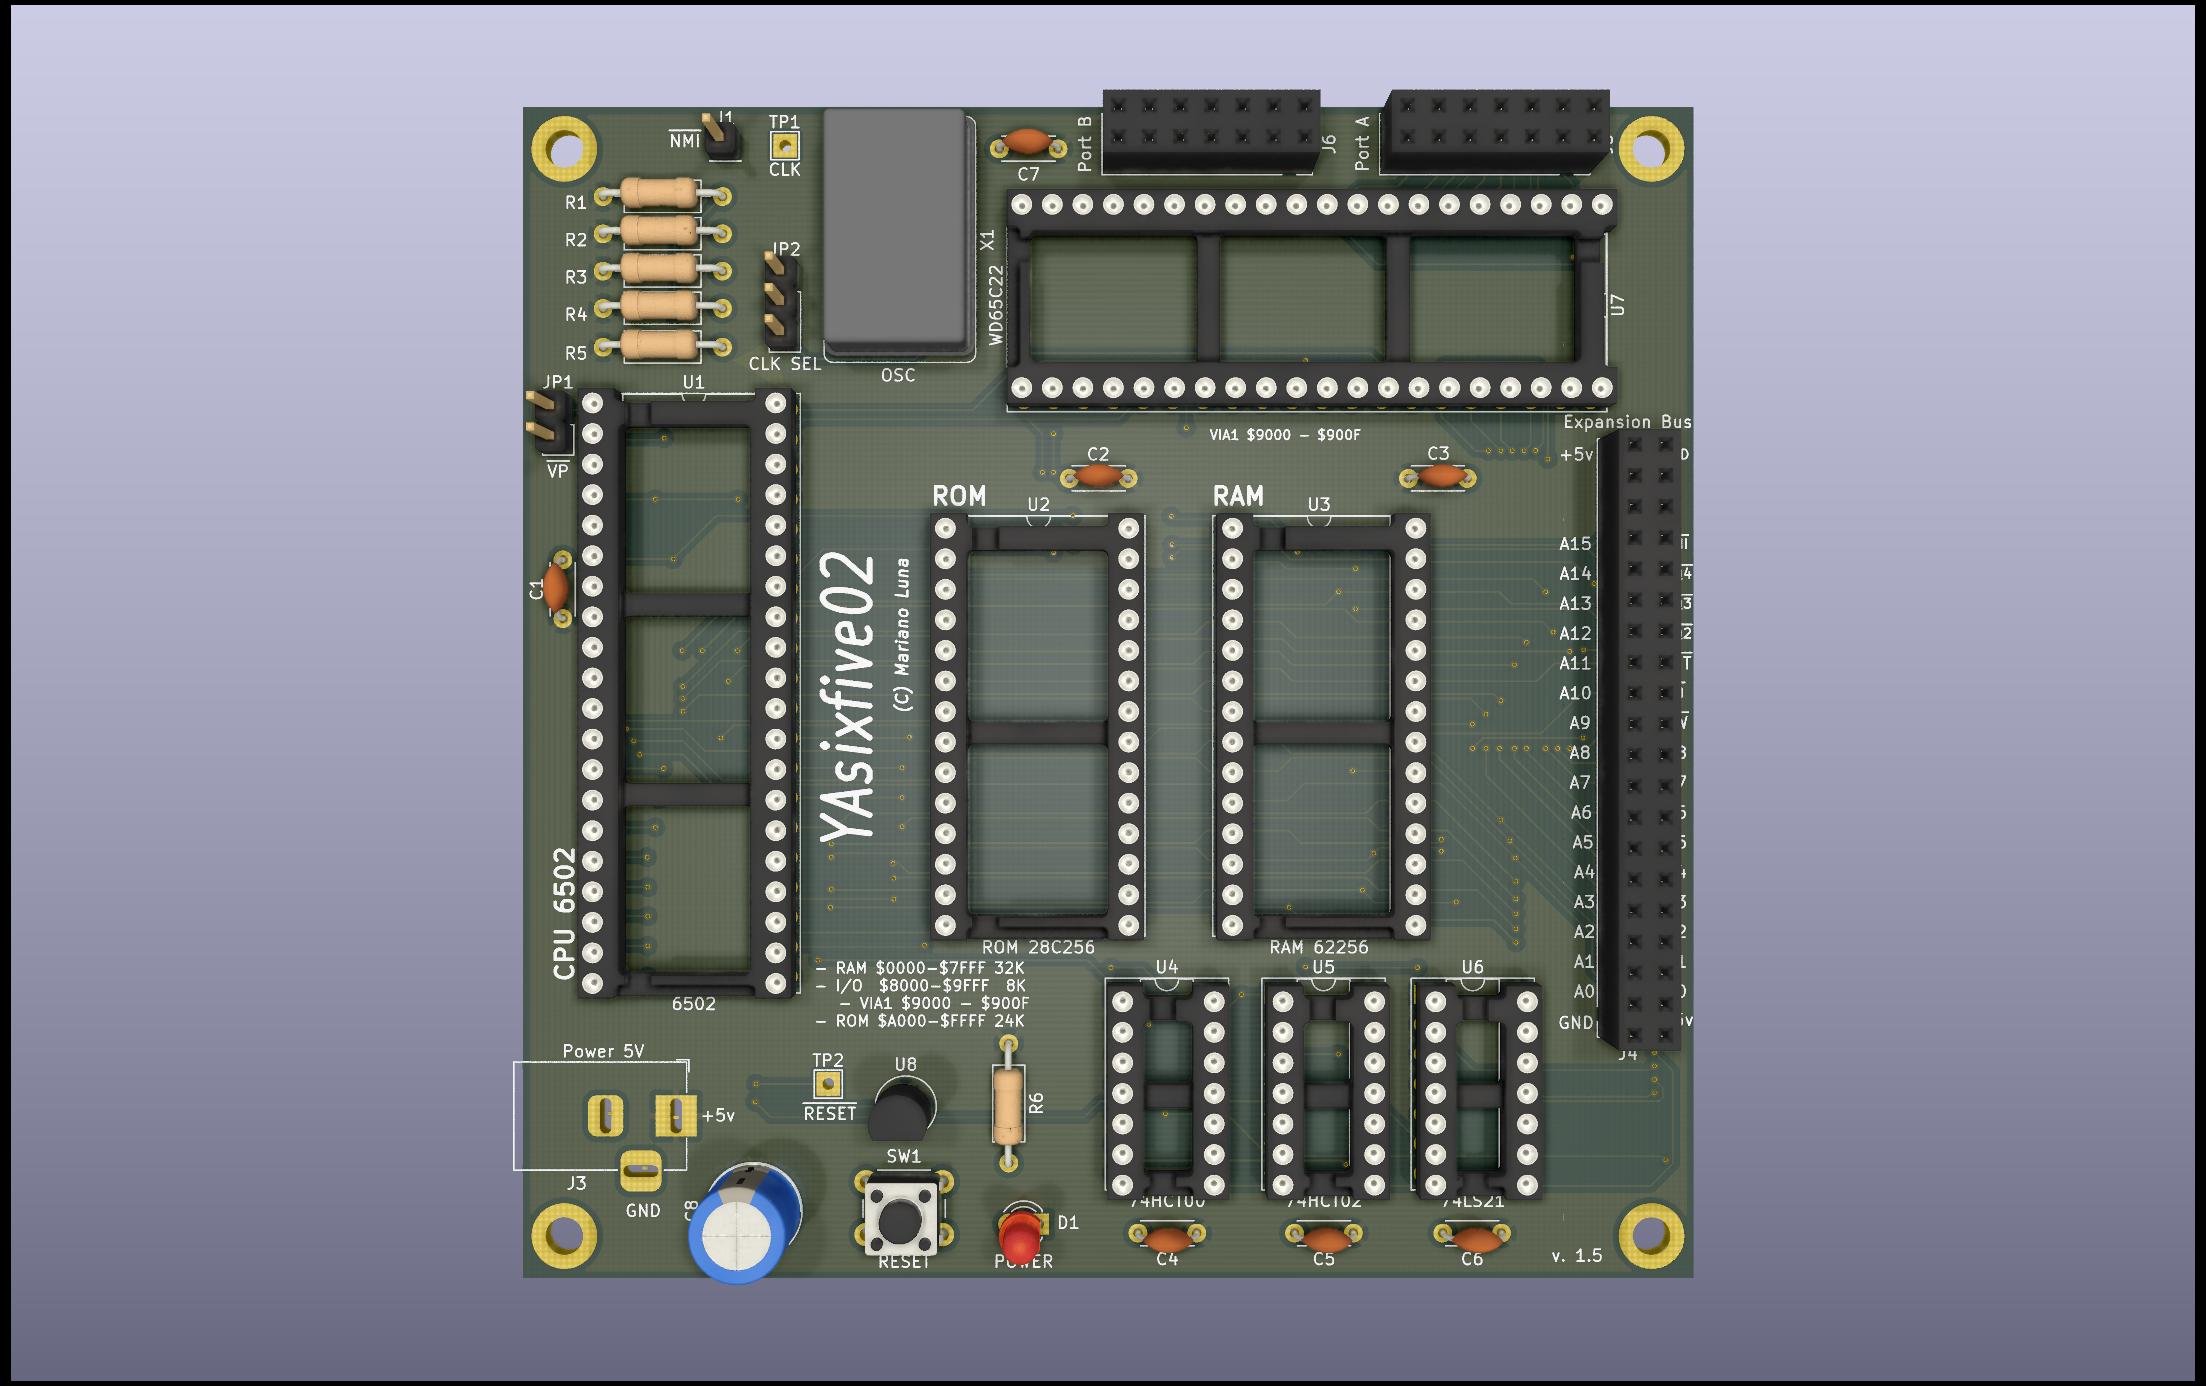 J1
NMI
TP1
CLK
C7
Port B
J6
Port A
R1
R2
R3
R4
R5
JP2
CLK SEL
OSC
X1
WD65C22
U7
JP1
VP
U1
VIA1 $9000 – $900F
Expansion Bus
+5v
C2
C3
ROM
U2
RAM
U3
C1
YAsixfive02
(C) Mariano Luna
A15
A14
A13
A12
A11
A10
A9
A8
A7
A6
A5
A4
A3
A2
A1
A0
GND
J4
CPU 6502
6502
ROM 28C256
RAM 62256
– RAM $0000–$7FFF 32K
– I/O $8000–$9FFF 8K
– VIA1 $9000 – $900F
– ROM $A000–$FFFF 24K
U4
U5
U6
Power 5V
+5v
J3
GND
TP2
RESET
U8
R6
SW1
RESET
D1
POWER
C8
74HCT00
74HCT02
74LS21
C4
C5
C6
v. 1.5